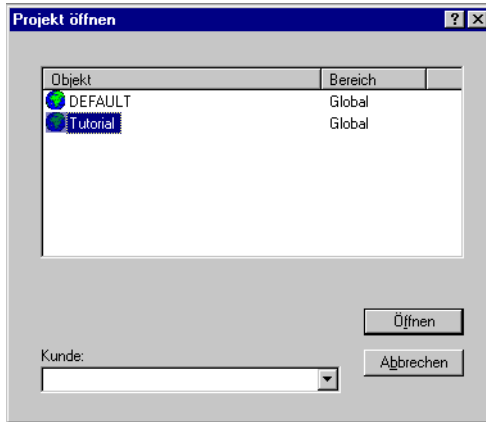 Projekt öffnen
Objekt Bereich
DEFAULT Global
Tutorial Global
Öffnen
Kunde:
Abbrechen